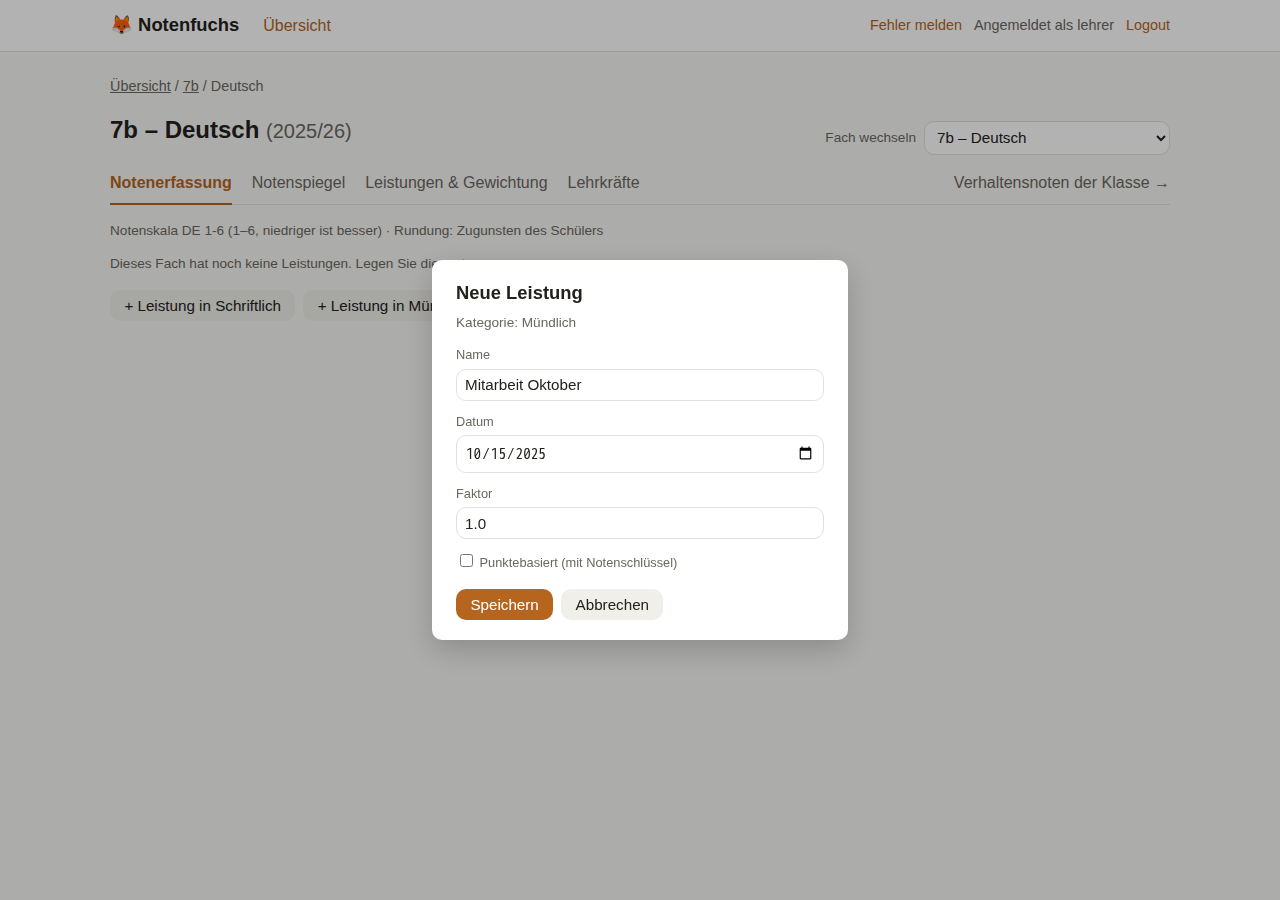 🦊 Notenfuchs Übersicht Fehler melden Angemeldet als lehrer Logout
Übersicht / 7b / Deutsch
7b – Deutsch (2025/26) Fach wechseln 7b – Deutsch
Notenerfassung Notenspiegel Leistungen & Gewichtung Lehrkräfte Verhaltensnoten der Klasse →
Notenskala DE 1-6 (1–6, niedriger ist besser) · Rundung: Zugunsten des Schülers
Dieses Fach hat noch keine Leistungen. Legen Sie
+ Leistung in Schriftlich + Leistung in
Neue Leistung
Kategorie: Mündlich
Name
Mitarbeit Oktober
Datum
10/15/2025
Faktor
1.0
Punktebasiert (mit Notenschlüssel)
Speichern Abbrechen